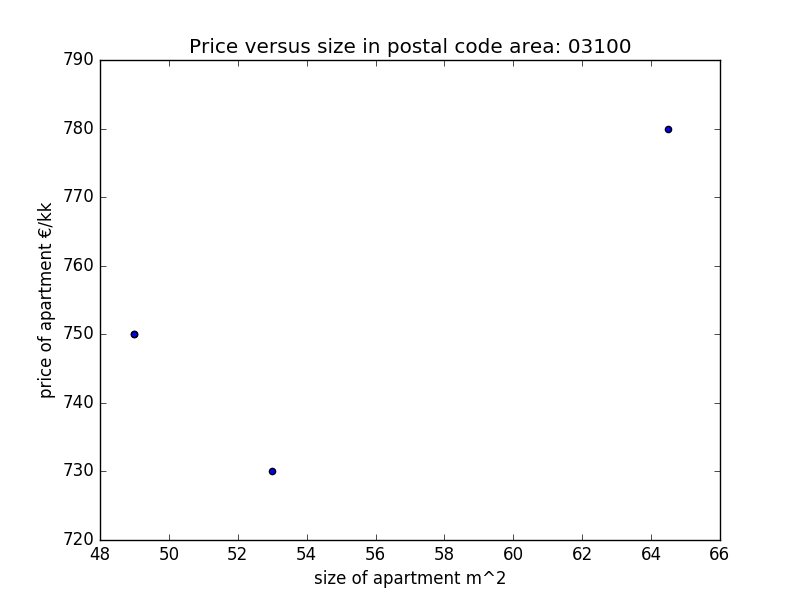 Price versus size in postal code area: 03100
790
780
770
760
750
740
730
720
price of apartment €/kk
48 50 52 54 56 58 60 62 64 66
size of apartment m^2